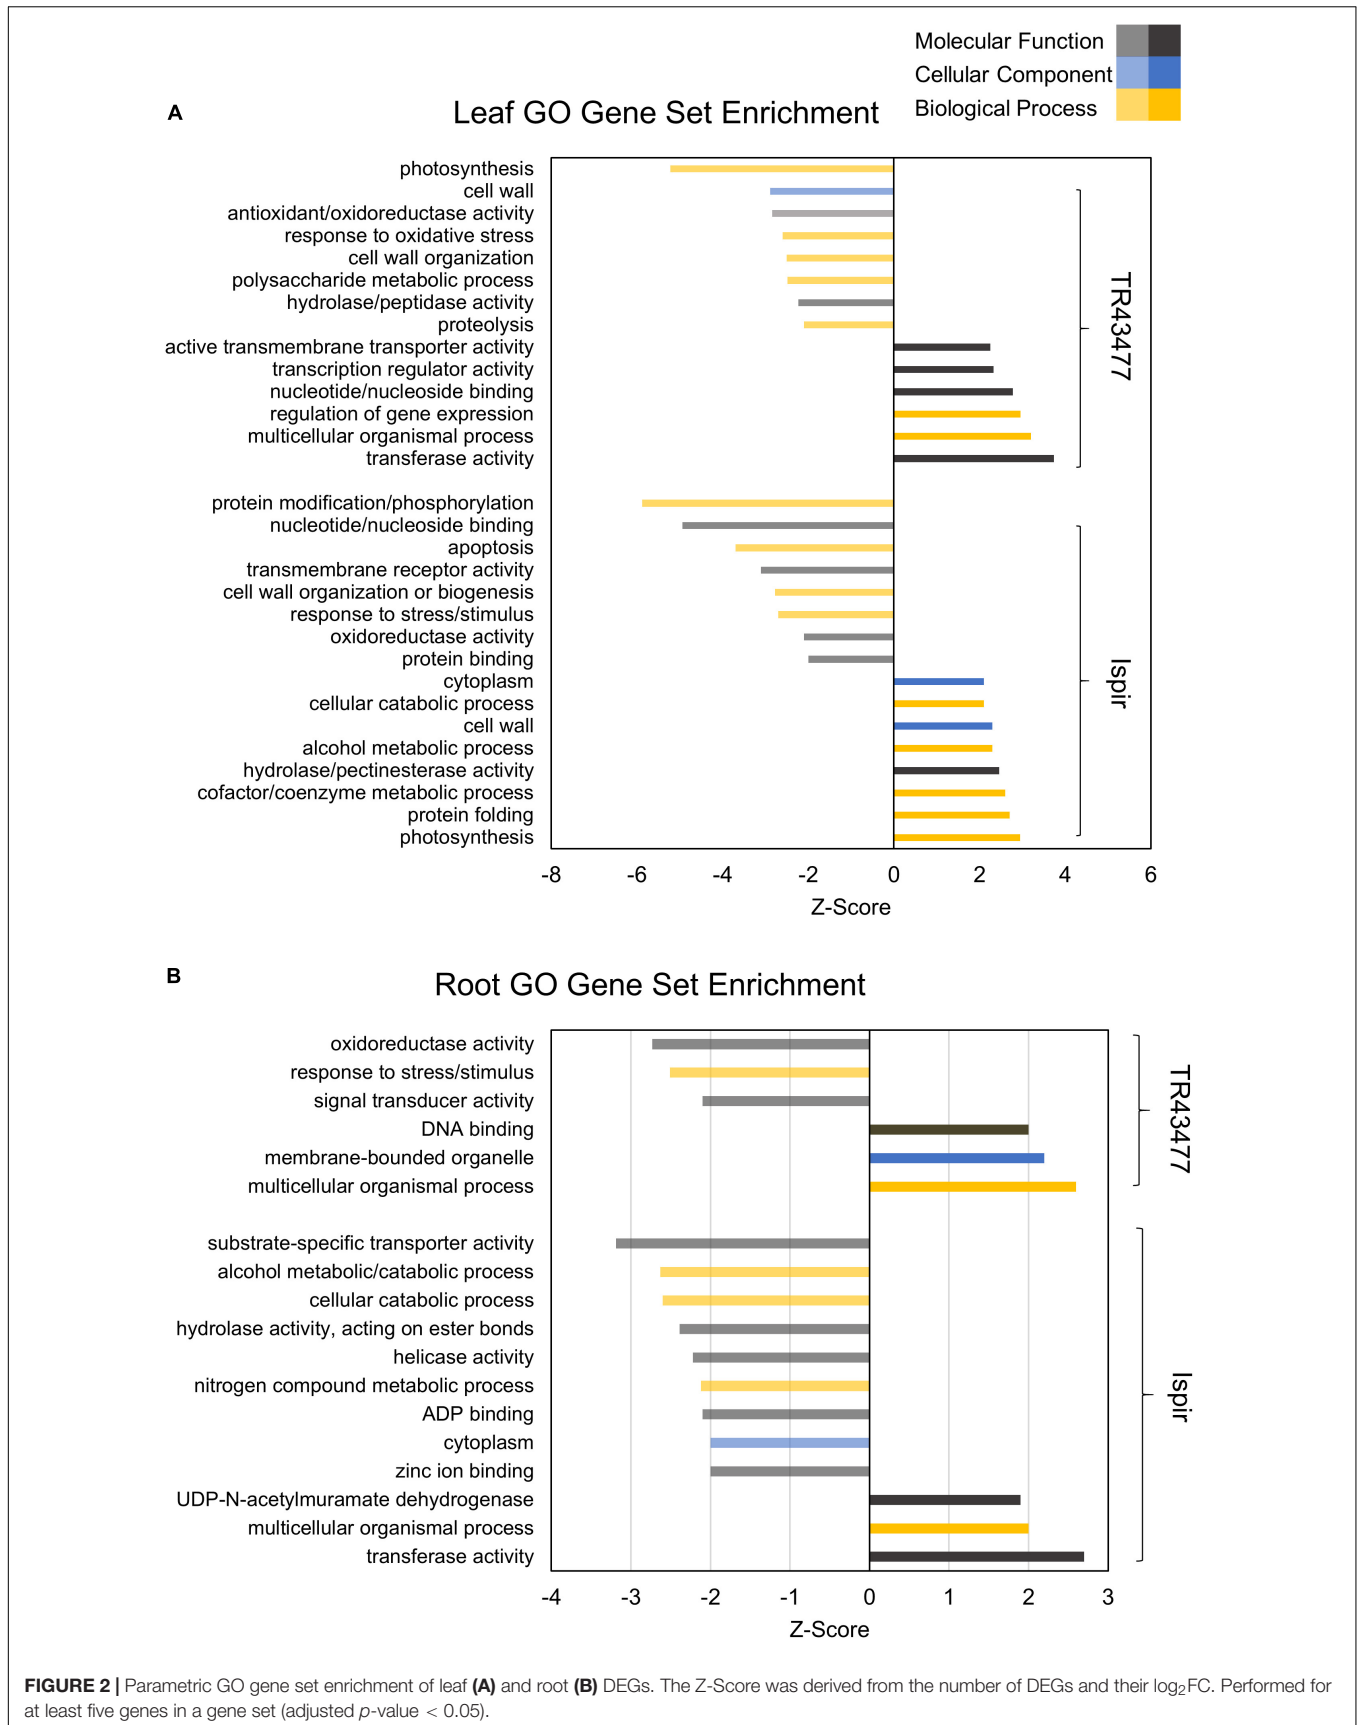 Molecular Function
Cellular Component
Biological Process
A
Leaf GO Gene Set Enrichment
photosynthesis
cell wall
antioxidant/oxidoreductase activity
response to oxidative stress
cell wall organization
polysaccharide metabolic process
hydrolase/peptidase activity
proteolysis
active transmembrane transporter activity
transcription regulator activity
nucleotide/nucleoside binding
regulation of gene expression
multicellular organismal process
transferase activity
TR43477
protein modification/phosphorylation
nucleotide/nucleoside binding
apoptosis
transmembrane receptor activity
cell wall organization or biogenesis
response to stress/stimulus
oxidoreductase activity
protein binding
cytoplasm
cellular catabolic process
cell wall
alcohol metabolic process
hydrolase/pectinesterase activity
cofactor/coenzyme metabolic process
protein folding
photosynthesis
Ispir
-8 -6 -4 -2 0 2 4 6
Z-Score
B
Root GO Gene Set Enrichment
oxidoreductase activity
response to stress/stimulus
signal transducer activity
DNA binding
membrane-bounded organelle
multicellular organismal process
TR43477
substrate-specific transporter activity
alcohol metabolic/catabolic process
cellular catabolic process
hydrolase activity, acting on ester bonds
helicase activity
nitrogen compound metabolic process
ADP binding
cytoplasm
zinc ion binding
UDP-N-acetylmuramate dehydrogenase
multicellular organismal process
transferase activity
Ispir
-4 -3 -2 -1 0 1 2 3
Z-Score
FIGURE 2 | Parametric GO gene set enrichment of leaf (A) and root (B) DEGs. The Z-Score was derived from the number of DEGs and their log₂FC. Performed for
at least five genes in a gene set (adjusted p-value < 0.05).